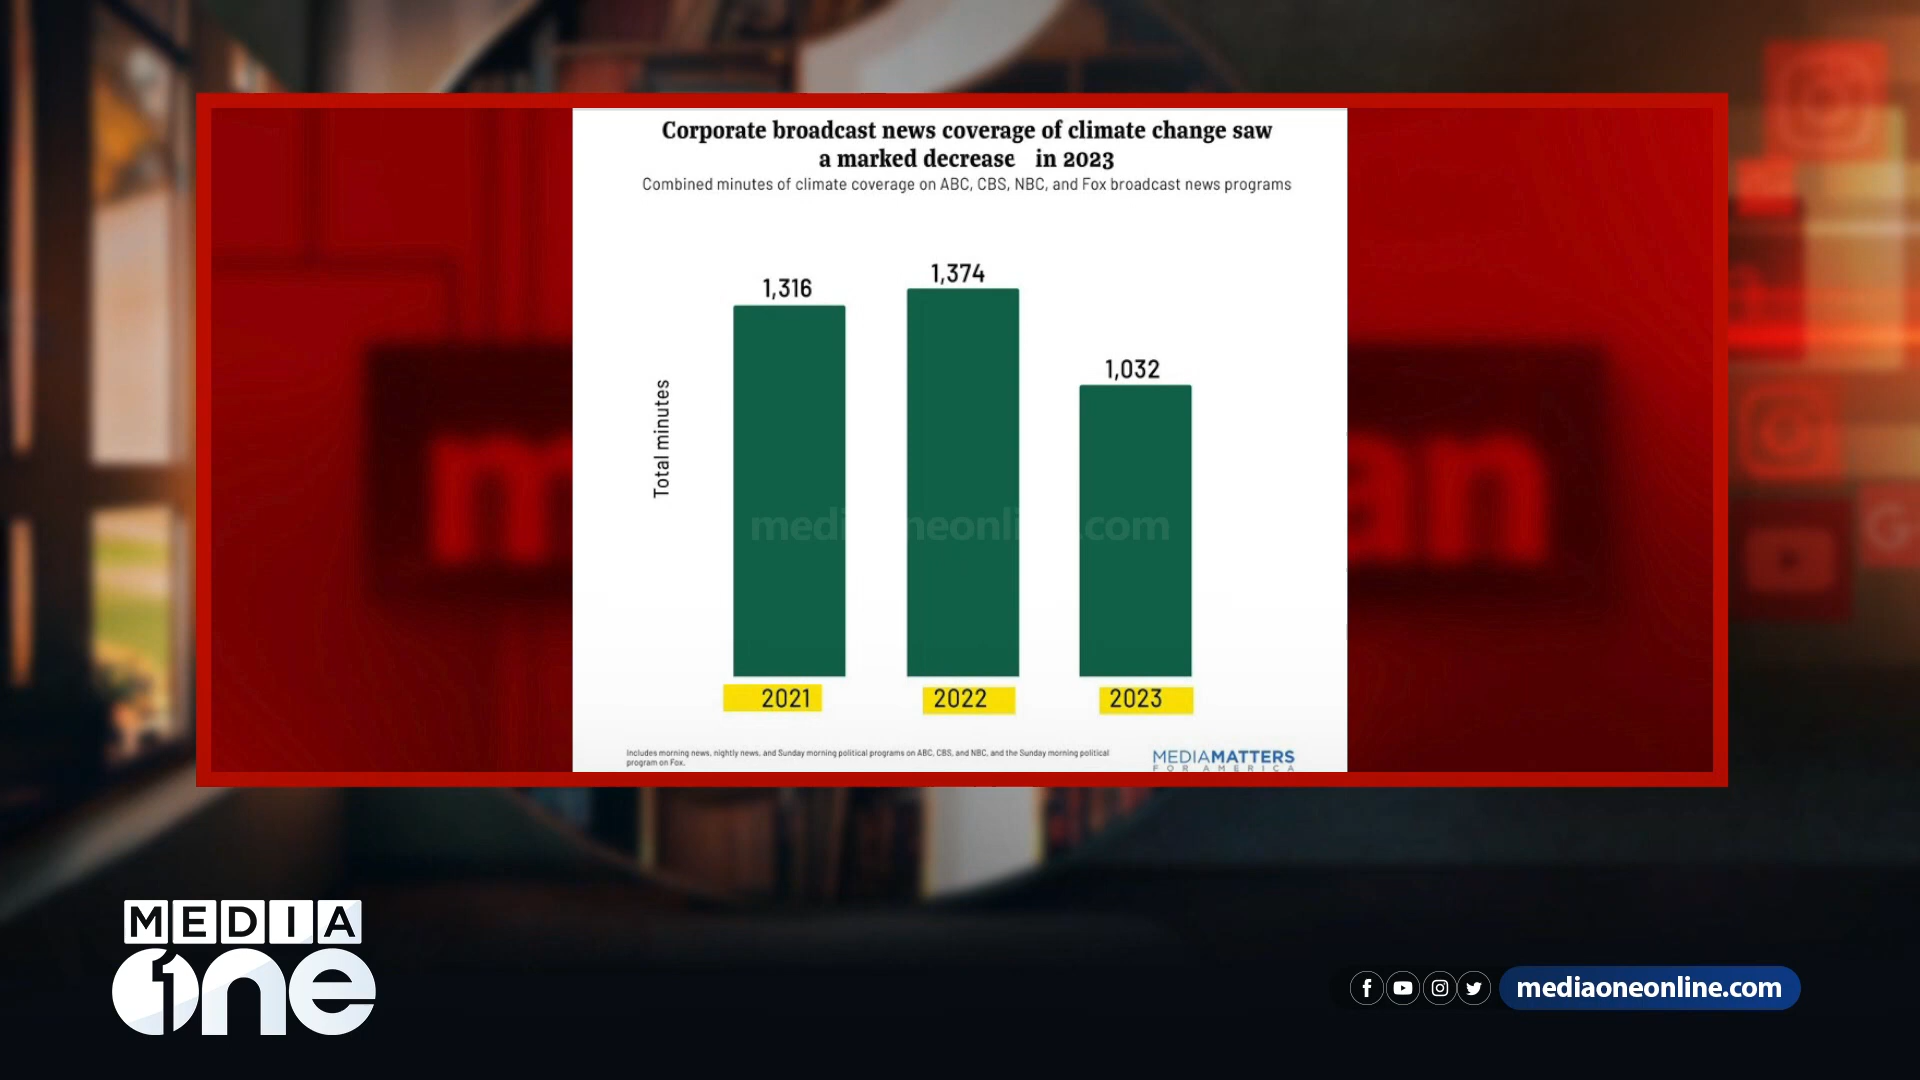 Corporate broadcast news coverage of climate change saw
a marked decrease in 2023
Combined minutes of climate coverage on ABC, CBS, NBC, and Fox broadcast news programs
1,316
1,374
1,032
Total minutes
2021
2022
2023
Includes morning news, nightly news, and Sunday morning political programs on ABC, CBS, and NBC, and the Sunday morning political
program on Fox.
MEDIAMATTERS
FOR AMERICA
MEDIA
one
mediaoneonline.com